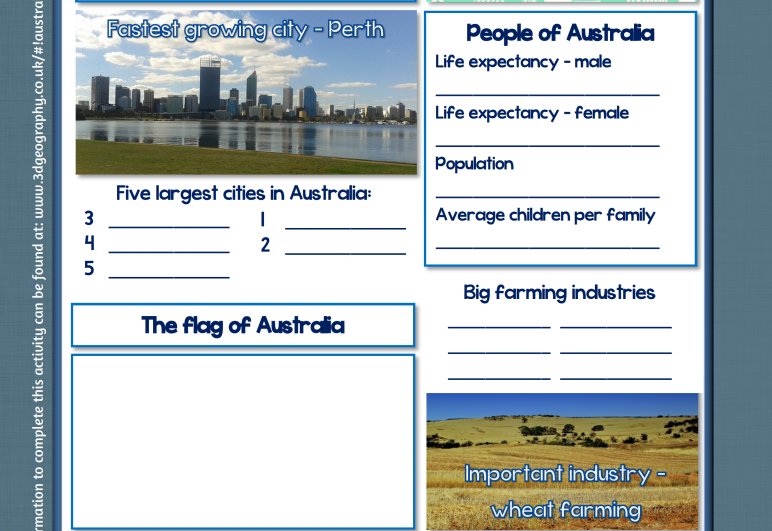 rmation to complete this activity can be found at: www.3dgeography.co.uk/#!austra
Fastest growing city - Perth
Five largest cities in Australia:
3 1
4 2
5
The flag of Australia
People of Australia
Life expectancy - male
Life expectancy - female
Population
Average children per family
Big farming industries
Important industry -
wheat farming